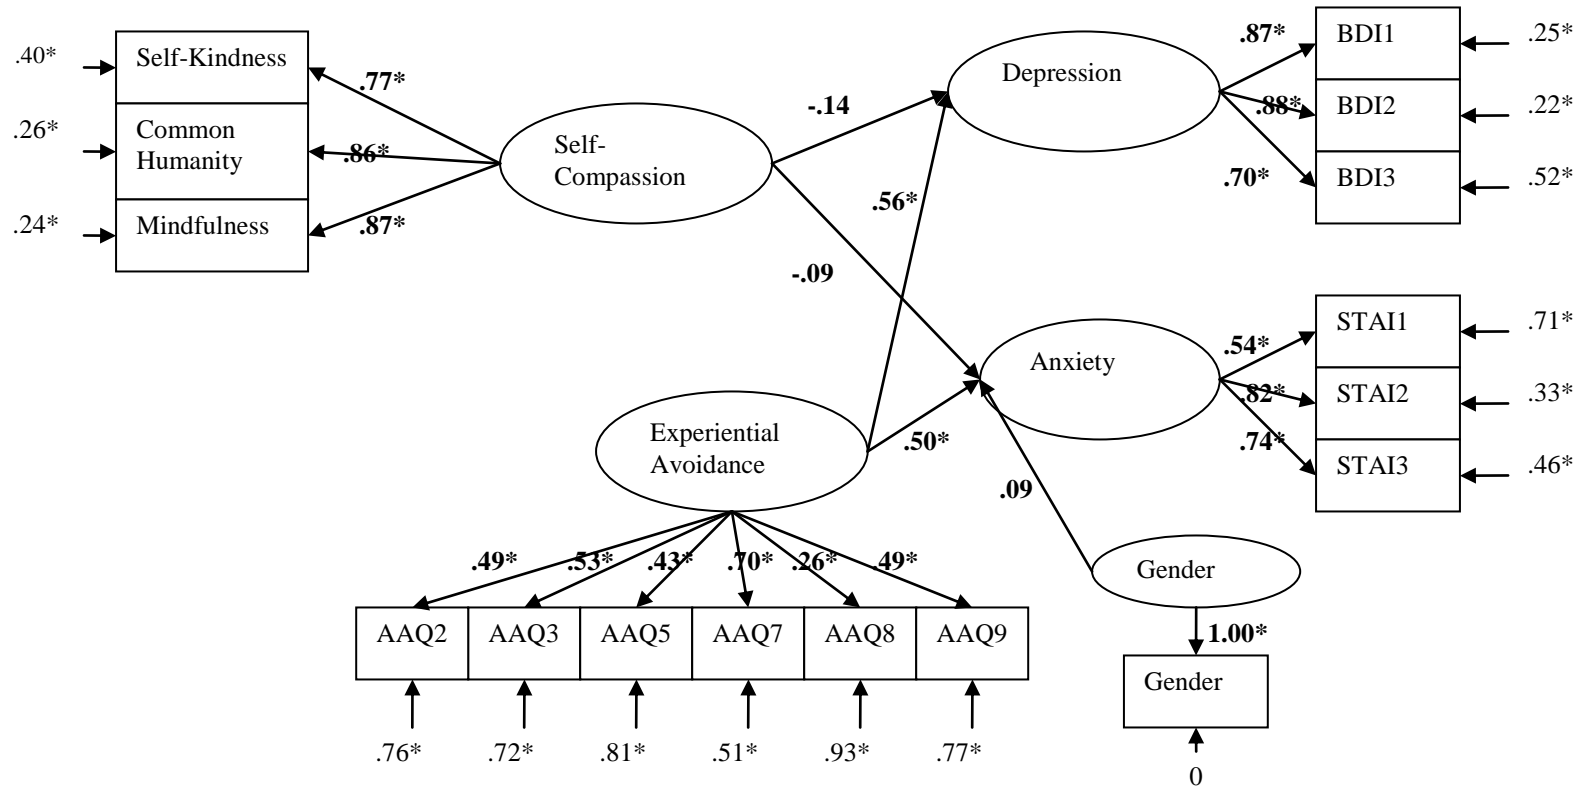 .40*
Self-Kindness
.77*
.26*
Common
Humanity
.86*
.24*
Mindfulness
.87*
Self-
Compassion
-.14
-.09
.56*
Depression
.87*
BDI1
.25*
.88*
BDI2
.22*
.70*
BDI3
.52*
Anxiety
.54*
STAI1
.71*
.82*
STAI2
.33*
.74*
STAI3
.46*
Experiential
Avoidance
.50*
.09
Gender
1.00*
Gender
0
.49*
.53*
.43*
.70*
.26*
.49*
AAQ2
AAQ3
AAQ5
AAQ7
AAQ8
AAQ9
.76*
.72*
.81*
.51*
.93*
.77*